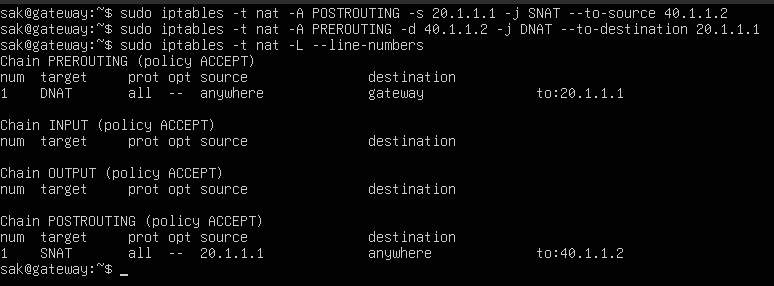 sak@gateway:~$ sudo iptables -t nat -A POSTROUTING -s 20.1.1.1 -j SNAT --to-source 40.1.1.2
sak@gateway:~$ sudo iptables -t nat -A PREROUTING -d 40.1.1.2 -j DNAT --to-destination 20.1.1.1
sak@gateway:~$ sudo iptables -t nat -L --line-numbers
Chain PREROUTING (policy ACCEPT)
num  target     prot opt source               destination
1    DNAT       all  --  anywhere             gateway              to:20.1.1.1

Chain INPUT (policy ACCEPT)
num  target     prot opt source               destination

Chain OUTPUT (policy ACCEPT)
num  target     prot opt source               destination

Chain POSTROUTING (policy ACCEPT)
num  target     prot opt source               destination
1    SNAT       all  --  20.1.1.1             anywhere             to:40.1.1.2
sak@gateway:~$ _